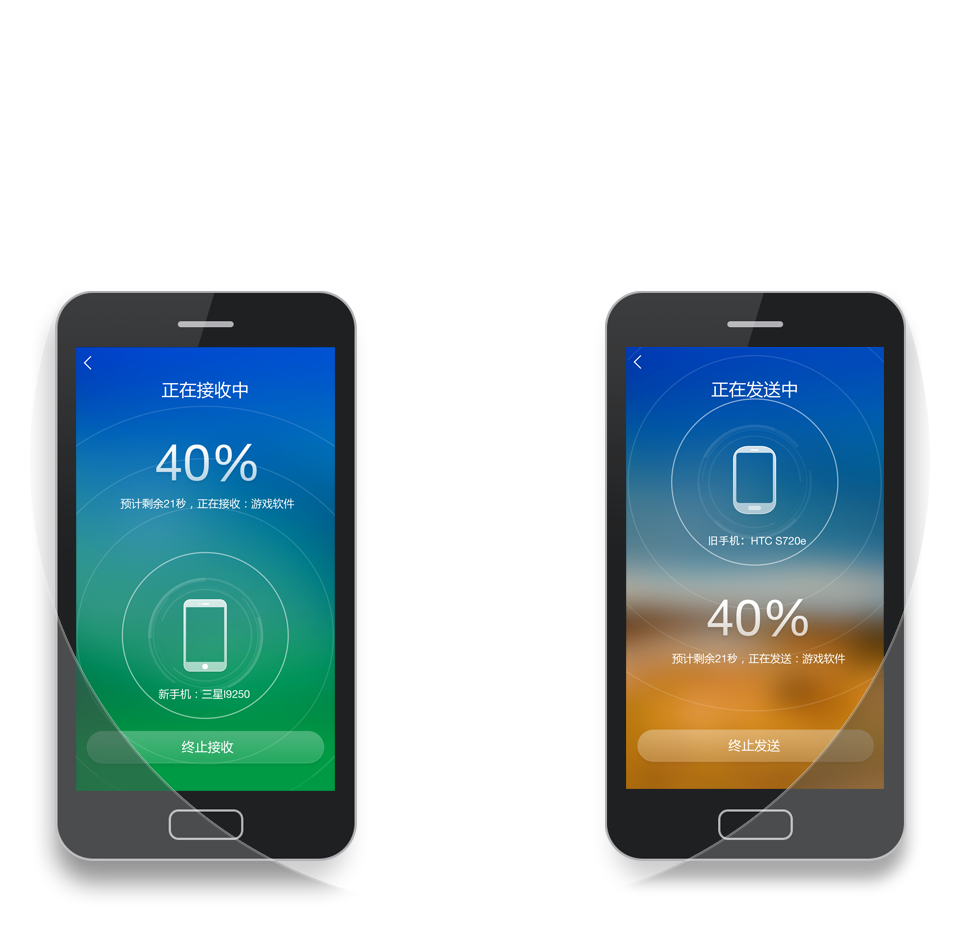 正在接收中
40%
预计剩余21秒，正在接收：游戏软件
新手机：三星I9250
终止接收
正在发送中
旧手机：HTC S720e
40%
预计剩余21秒，正在发送：游戏软件
终止发送